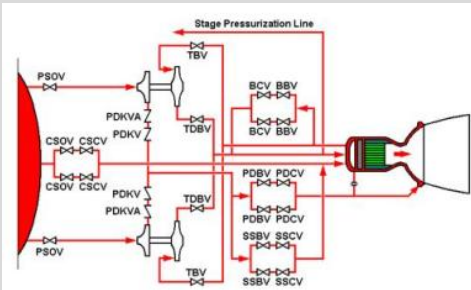 Stage Pressurization Line
PSOV
TBV
PDKVA
PDKV
TDBV
BCV BBV
BCV BBV
CSOV CSCV
CSOV CSCV
PDKV
PDKVA
TDBV
PDBV PDCV
PDBV PDCV
PSOV
SSBV SSCV
SSBV SSCV
TBV